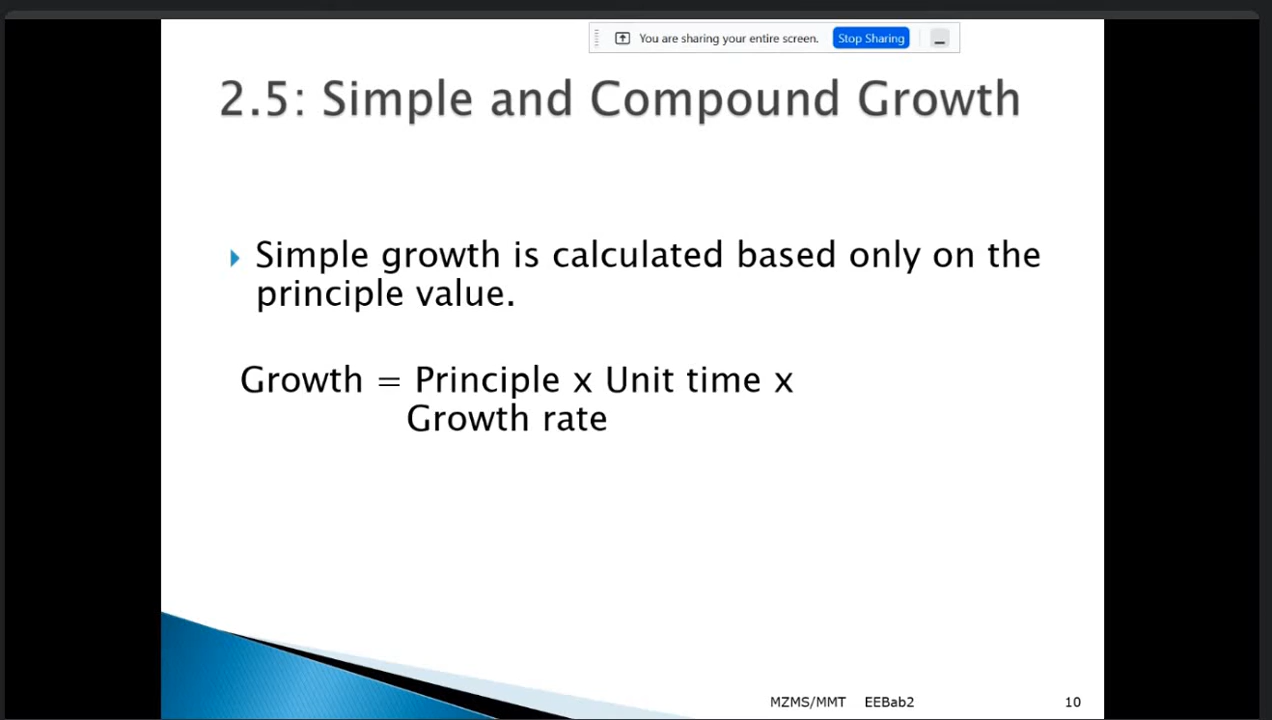 You are sharing your entire screen. Stop Sharing
2.5: Simple and Compound Growth
Simple growth is calculated based only on the
principle value.
Growth = Principle x Unit time x
Growth rate
MZMS/MMT EEBab2 10